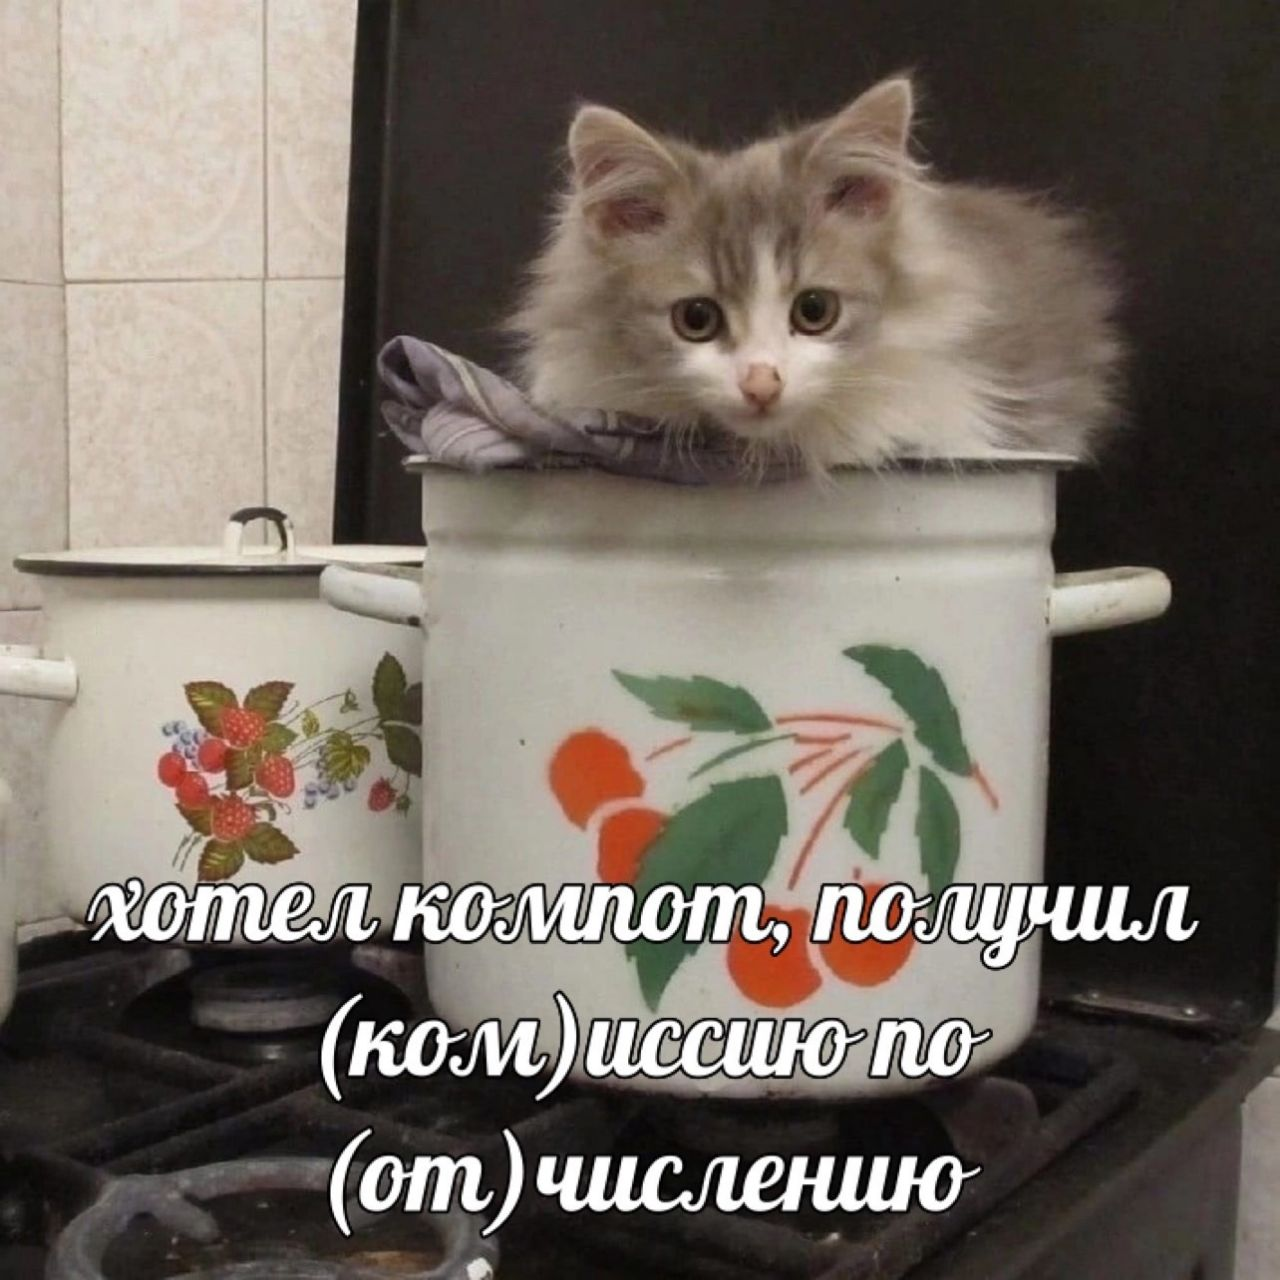 хотел компот, получил
(ком)иссию по
(от)числению